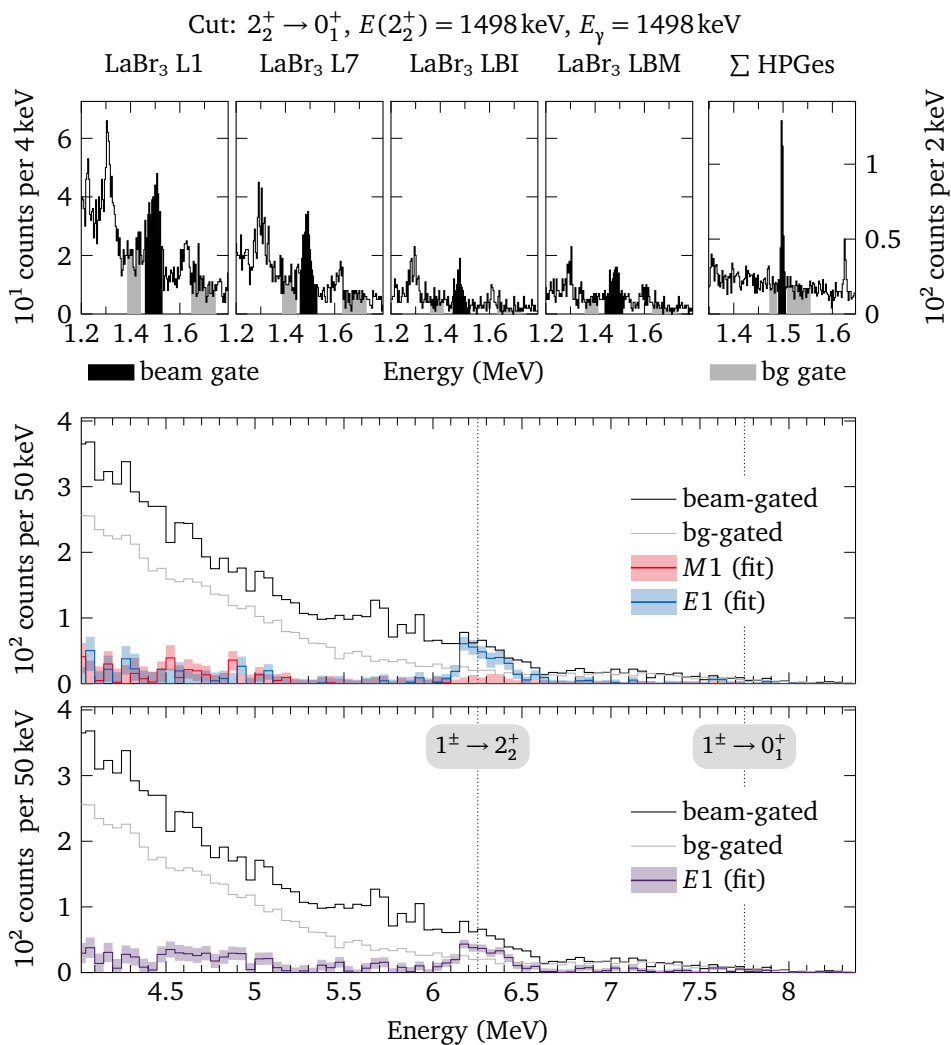 Cut: 2₂⁺ → 0₁⁺, E(2₂⁺) = 1498 keV, Eᵧ = 1498 keV
LaBr₃ L1 LaBr₃ L7 LaBr₃ LBI LaBr₃ LBM ∑ HPGes
10¹ counts per 4 keV
6
4
2
0
1.2 1.4 1.6 1.2 1.4 1.6 1.2 1.4 1.6 1.2 1.4 1.6 1.4 1.5 1.6
1
0.5
0
10² counts per 2 keV
beam gate Energy (MeV) bg gate
10² counts per 50 keV
4
3
2
1
0
beam-gated
bg-gated
M1 (fit)
E1 (fit)
10² counts per 50 keV
4
3
2
1
0
1± → 2₂⁺ 1± → 0₁⁺
beam-gated
bg-gated
E1 (fit)
4.5 5 5.5 6 6.5 7 7.5 8
Energy (MeV)